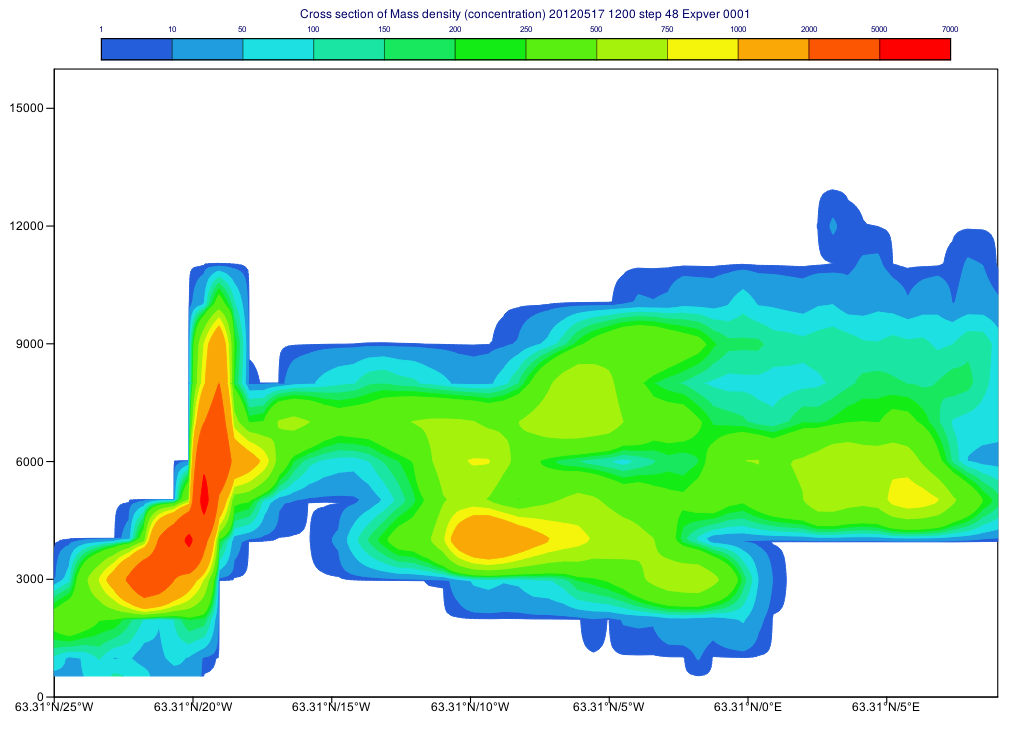 Cross section of Mass density (concentration) 20120517 1200 step 48 Expver 0001
1 10 50 100 150 200 250 500 750 1000 2000 5000 7000
15000
12000
9000
6000
3000
0
63.31°N/25°W 63.31°N/20°W 63.31°N/15°W 63.31°N/10°W 63.31°N/5°W 63.31°N/0°E 63.31°N/5°E